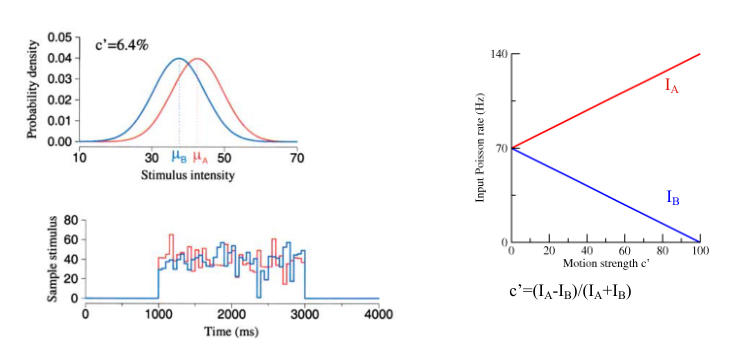 c'=6.4%
Probability density
0.05
0.04
0.03
0.02
0.01
0.00
10 30 50 70
μB μA
Stimulus intensity
Sample stimulus
80
60
40
20
0
0 1000 2000 3000 4000
Time (ms)
Input Poisson rate (Hz)
140
70
0
IA
IB
0 20 40 60 80 100
Motion strength c'
c'=(IA-IB)/(IA+IB)